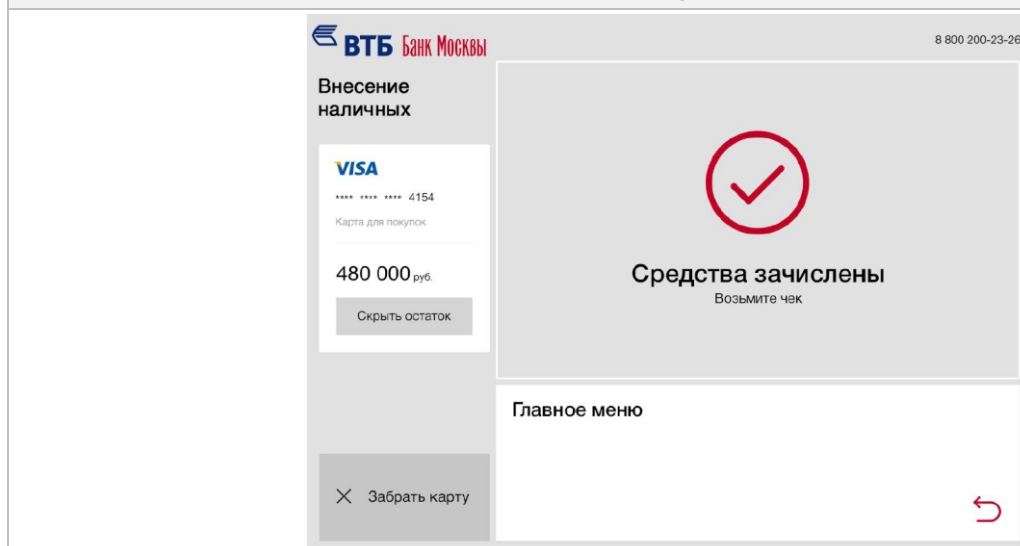 ВТБ Банк Москвы
8 800 200-23-26
Внесение
наличных
VISA
**** **** **** 4154
Карта для покупок
480 000 руб.
Скрыть остаток
Средства зачислены
Возьмите чек
Главное меню
Забрать карту